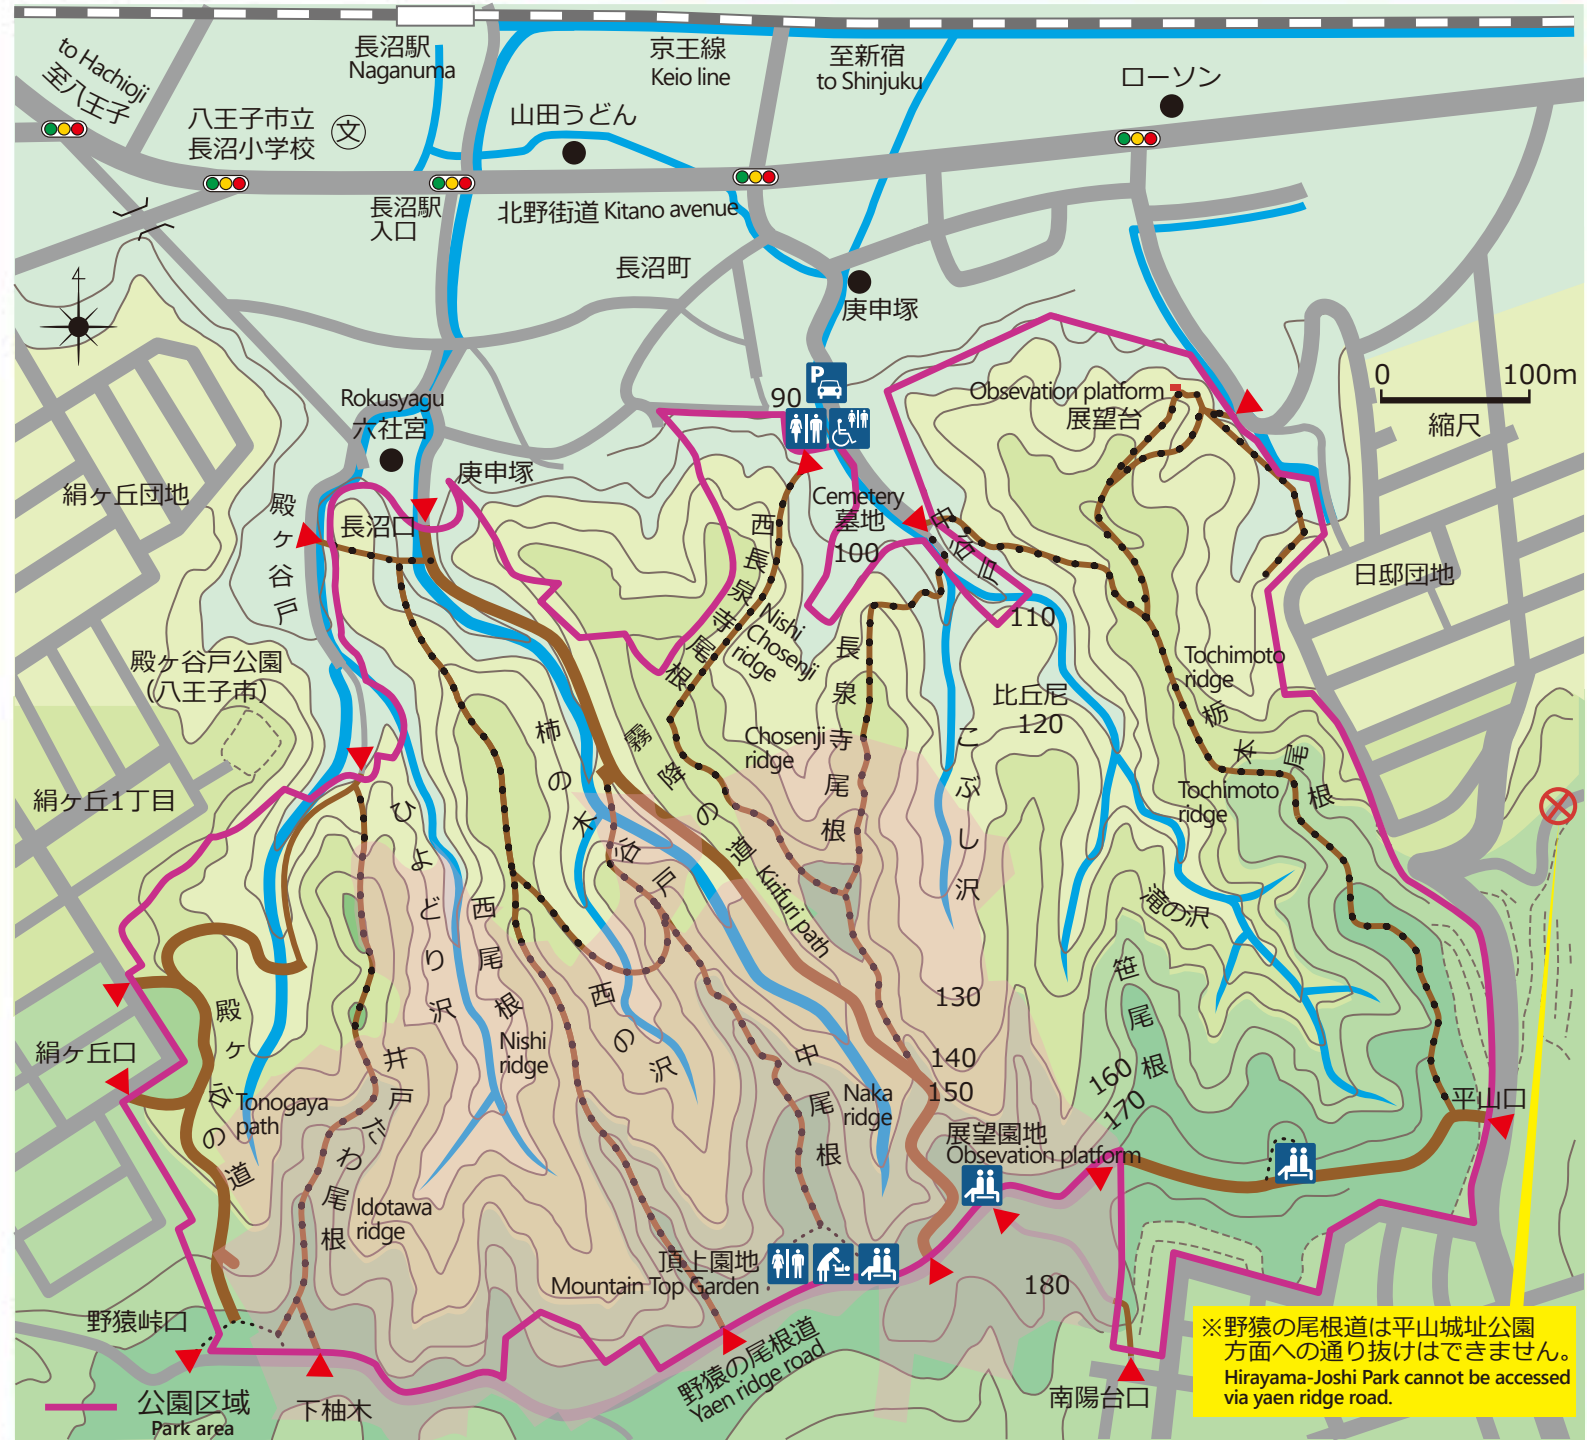 to Hachioji
至八王子
長沼駅
Naganuma
京王線
Keio line
至新宿
to Shinjuku
ローソン
八王子市立
長沼小学校
文
山田うどん
長沼駅
入口
北野街道 Kitano avenue
長沼町
庚申塚
P
90
Obsevation platform
展望台
0 100m
縮尺
Rokusyagu
六社宮
庚申塚
絹ヶ丘団地
殿ヶ谷戸
長沼口
Cemetery
墓地
100
中谷戸
西長泉寺尾根
Nishi
Chosenji
ridge
日邸団地
110
長泉寺尾根
Chosenji
ridge
比丘尼
120
Tochimoto
ridge
栃本尾根
Tochimoto
ridge
殿ヶ谷戸公園
(八王子市)
絹ヶ丘1丁目
ひよどり沢
柿の木谷戸
霧降の道
Kirifuri path
こぶし沢
滝の沢
西尾根
Nishi
ridge
西の沢
130
140
150
笹尾根
160
170
絹ヶ丘口
殿ヶ谷の道
Tonogaya
path
井戸たわ尾根
Idotawa
ridge
中尾根
Naka
ridge
展望園地
Obsevation platform
平山口
頂上園地
Mountain Top Garden
180
野猿峠口
野猿の尾根道
Yaen ridge road
下柚木
南陽台口
公園区域
Park area
※野猿の尾根道は平山城址公園
方面への通り抜けはできません。
Hirayama-Joshi Park cannot be accessed
via yaen ridge road.